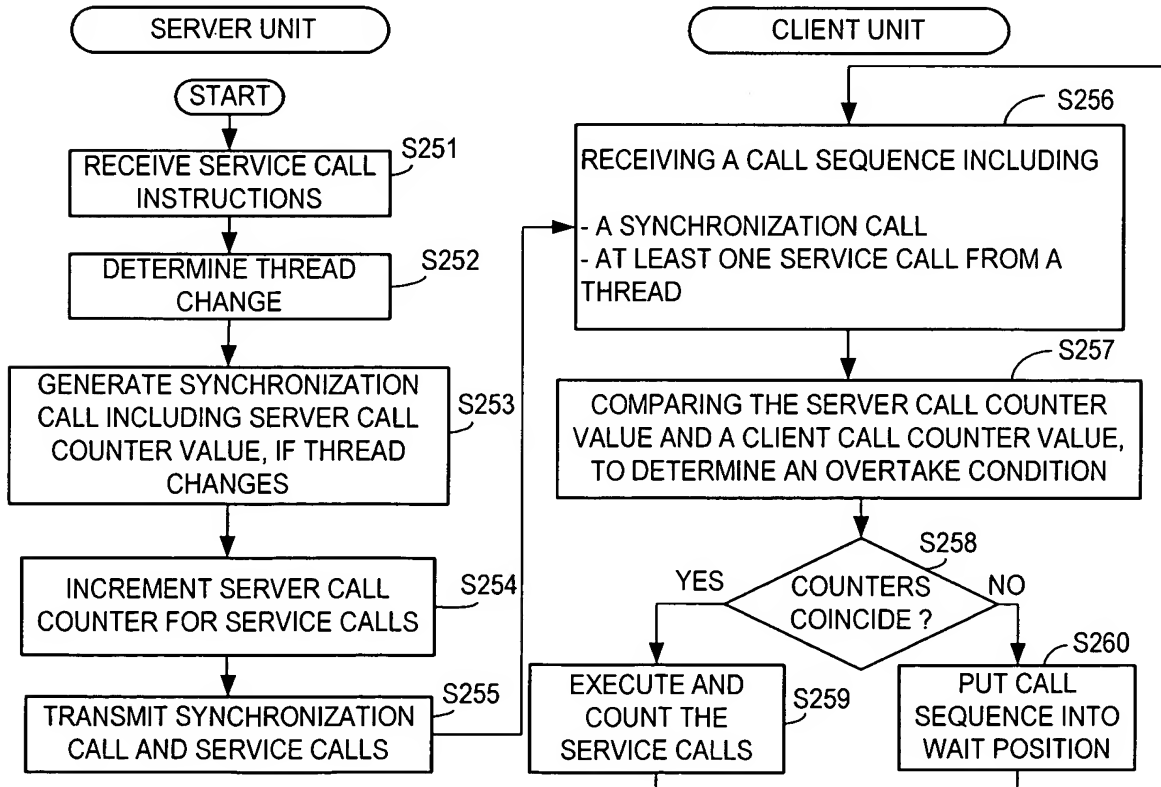 SERVER UNIT
START
S251
RECEIVE SERVICE CALL
INSTRUCTIONS
S252
DETERMINE THREAD
CHANGE
S253
GENERATE SYNCHRONIZATION
CALL INCLUDING SERVER CALL
COUNTER VALUE, IF THREAD
CHANGES
S254
INCREMENT SERVER CALL
COUNTER FOR SERVICE CALLS
S255
TRANSMIT SYNCHRONIZATION
CALL AND SERVICE CALLS
CLIENT UNIT
S256
RECEIVING A CALL SEQUENCE INCLUDING
- A SYNCHRONIZATION CALL
- AT LEAST ONE SERVICE CALL FROM A
THREAD
S257
COMPARING THE SERVER CALL COUNTER
VALUE AND A CLIENT CALL COUNTER VALUE,
TO DETERMINE AN OVERTAKE CONDITION
S258
YES
COUNTERS
COINCIDE ?
NO
S259
EXECUTE AND
COUNT THE
SERVICE CALLS
S260
PUT CALL
SEQUENCE INTO
WAIT POSITION